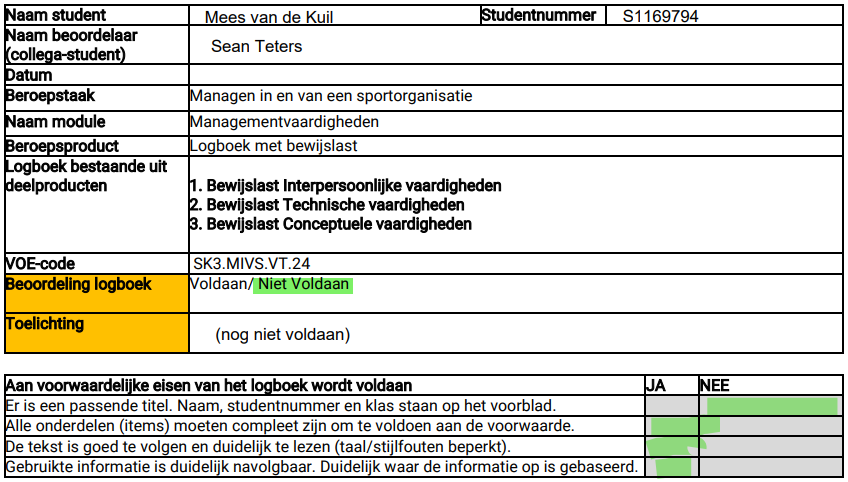 Naam student Mees van de Kuil Studentnummer S1169794
Naam beoordelaar
(collega-student) Sean Teters
Datum
Beroepstaak Managen in en van een sportorganisatie
Naam module Managementvaardigheden
Beroepsproduct Logboek met bewijslast
Logboek bestaande uit
deelproducten
1. Bewijslast Interpersoonlijke vaardigheden
2. Bewijslast Technische vaardigheden
3. Bewijslast Conceptuele vaardigheden
VOE-code SK3.MIVS.VT.24
Beoordeling logboek Voldaan/ Niet Voldaan
Toelichting (nog niet voldaan)
Aan voorwaardelijke eisen van het logboek wordt voldaan JA NEE
Er is een passende titel. Naam, studentnummer en klas staan op het voorblad.
Alle onderdelen (items) moeten compleet zijn om te voldoen aan de voorwaarde.
De tekst is goed te volgen en duidelijk te lezen (taal/stijlfouten beperkt).
Gebruikte informatie is duidelijk navolgbaar. Duidelijk waar de informatie op is gebaseerd.